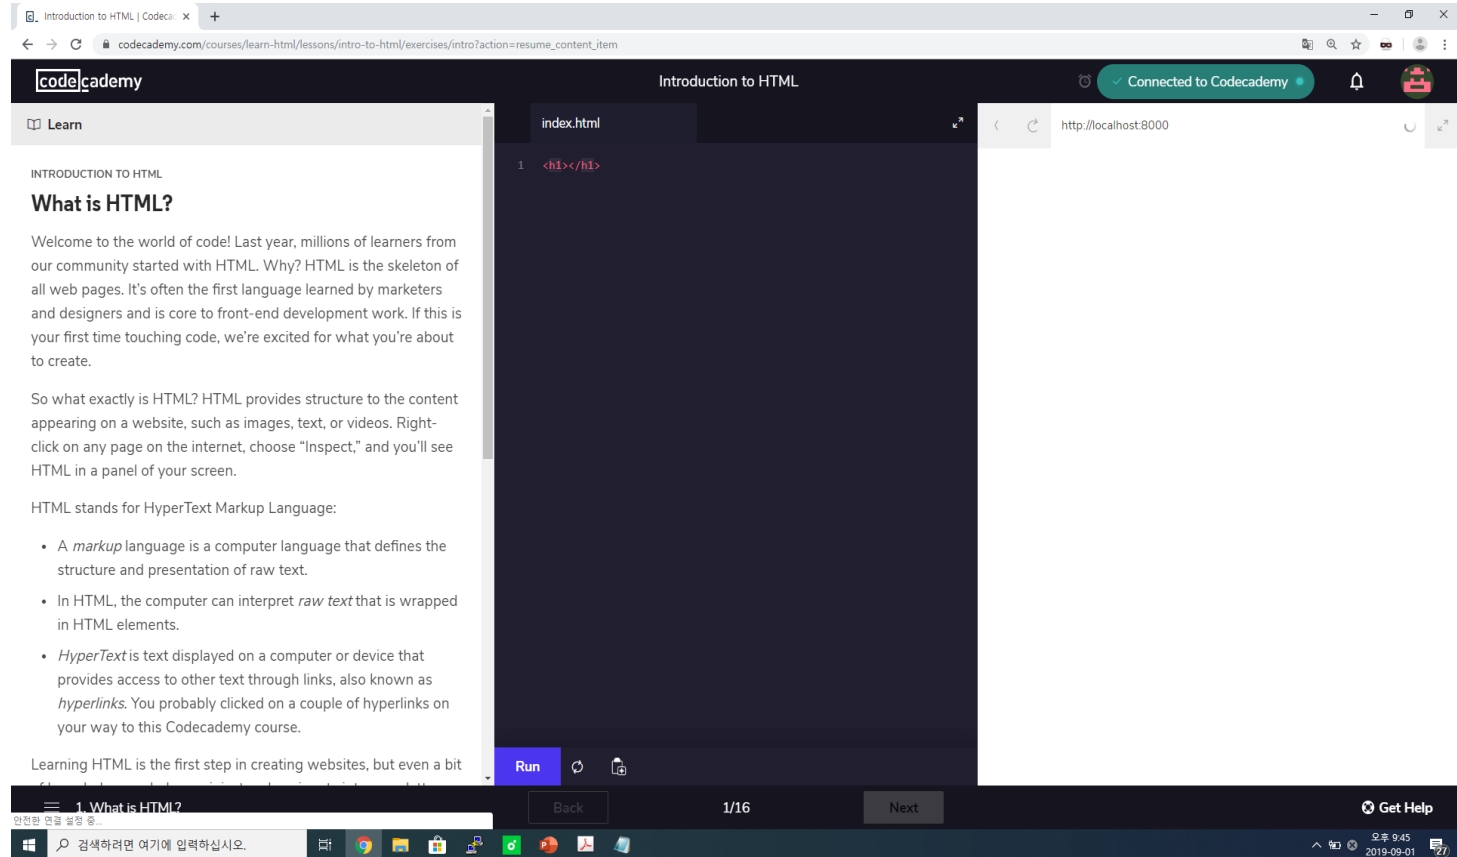 Introduction to HTML | Codecac
codecademy.com/courses/learn-html/lessons/intro-to-html/exercises/intro?action=resume_content_item
codecademy
Introduction to HTML
Connected to Codecademy
Learn
index.html
http://localhost:8000
INTRODUCTION TO HTML
What is HTML?
Welcome to the world of code! Last year, millions of learners from
our community started with HTML. Why? HTML is the skeleton of
all web pages. It's often the first language learned by marketers
and designers and is core to front-end development work. If this is
your first time touching code, we're excited for what you're about
to create.
So what exactly is HTML? HTML provides structure to the content
appearing on a website, such as images, text, or videos. Right-
click on any page on the internet, choose “Inspect,” and you'll see
HTML in a panel of your screen.
HTML stands for HyperText Markup Language:
• A markup language is a computer language that defines the
structure and presentation of raw text.
• In HTML, the computer can interpret raw text that is wrapped
in HTML elements.
• HyperText is text displayed on a computer or device that
provides access to other text through links, also known as
hyperlinks. You probably clicked on a couple of hyperlinks on
your way to this Codecademy course.
Learning HTML is the first step in creating websites, but even a bit
1 <h1></h1>
Run
1. What is HTML?
Back
1/16
Next
Get Help
안전한 연결 설정 중...
검색하려면 여기에 입력하십시오.
오후 9:45
2019-09-01
27